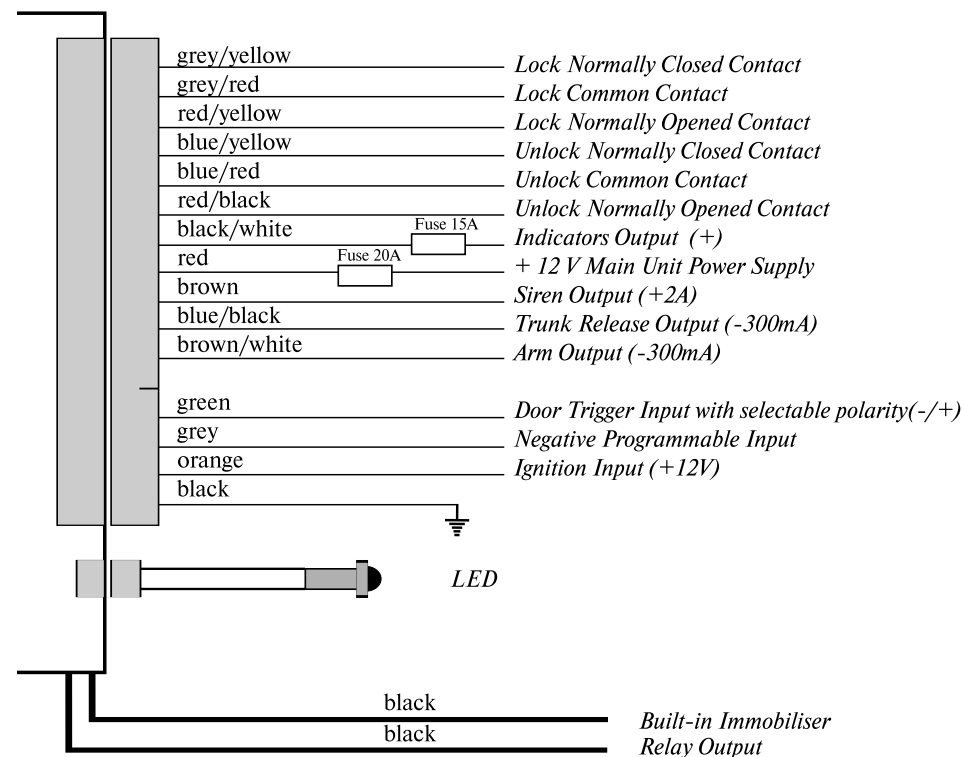 grey/yellow Lock Normally Closed Contact
grey/red Lock Common Contact
red/yellow Lock Normally Opened Contact
blue/yellow Unlock Normally Closed Contact
blue/red Unlock Common Contact
red/black Unlock Normally Opened Contact
black/white Fuse 15A Indicators Output (+)
red Fuse 20A + 12 V Main Unit Power Supply
brown Siren Output (+2A)
blue/black Trunk Release Output (-300mA)
brown/white Arm Output (-300mA)
green Door Trigger Input with selectable polarity(-/+)
grey Negative Programmable Input
orange Ignition Input (+12V)
black
LED
black Built-in Immobiliser
black Relay Output